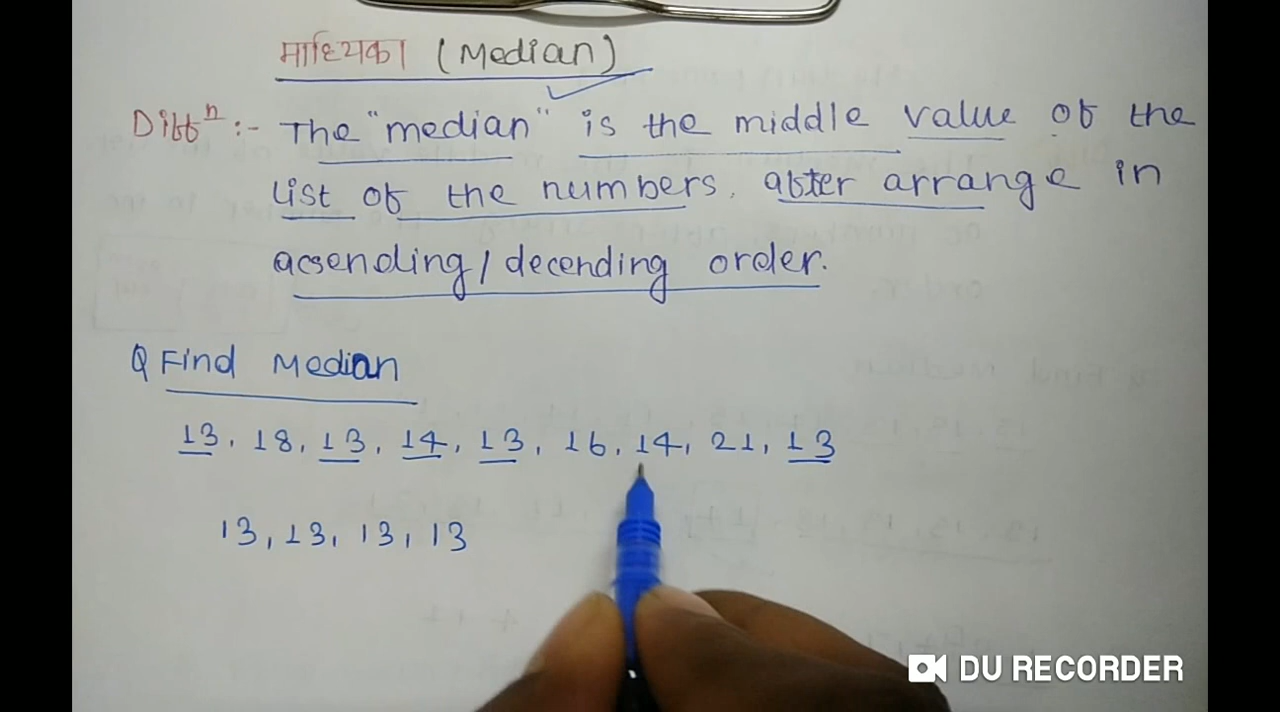 माध्यिका (Median)
Diffⁿ :- The "median" is the middle value of the
list of the numbers. after arrange in
acsending/decending order.
Q Find Median
13, 18, 13, 14, 13, 16, 14, 21, 13
13, 13, 13, 13
DU RECORDER